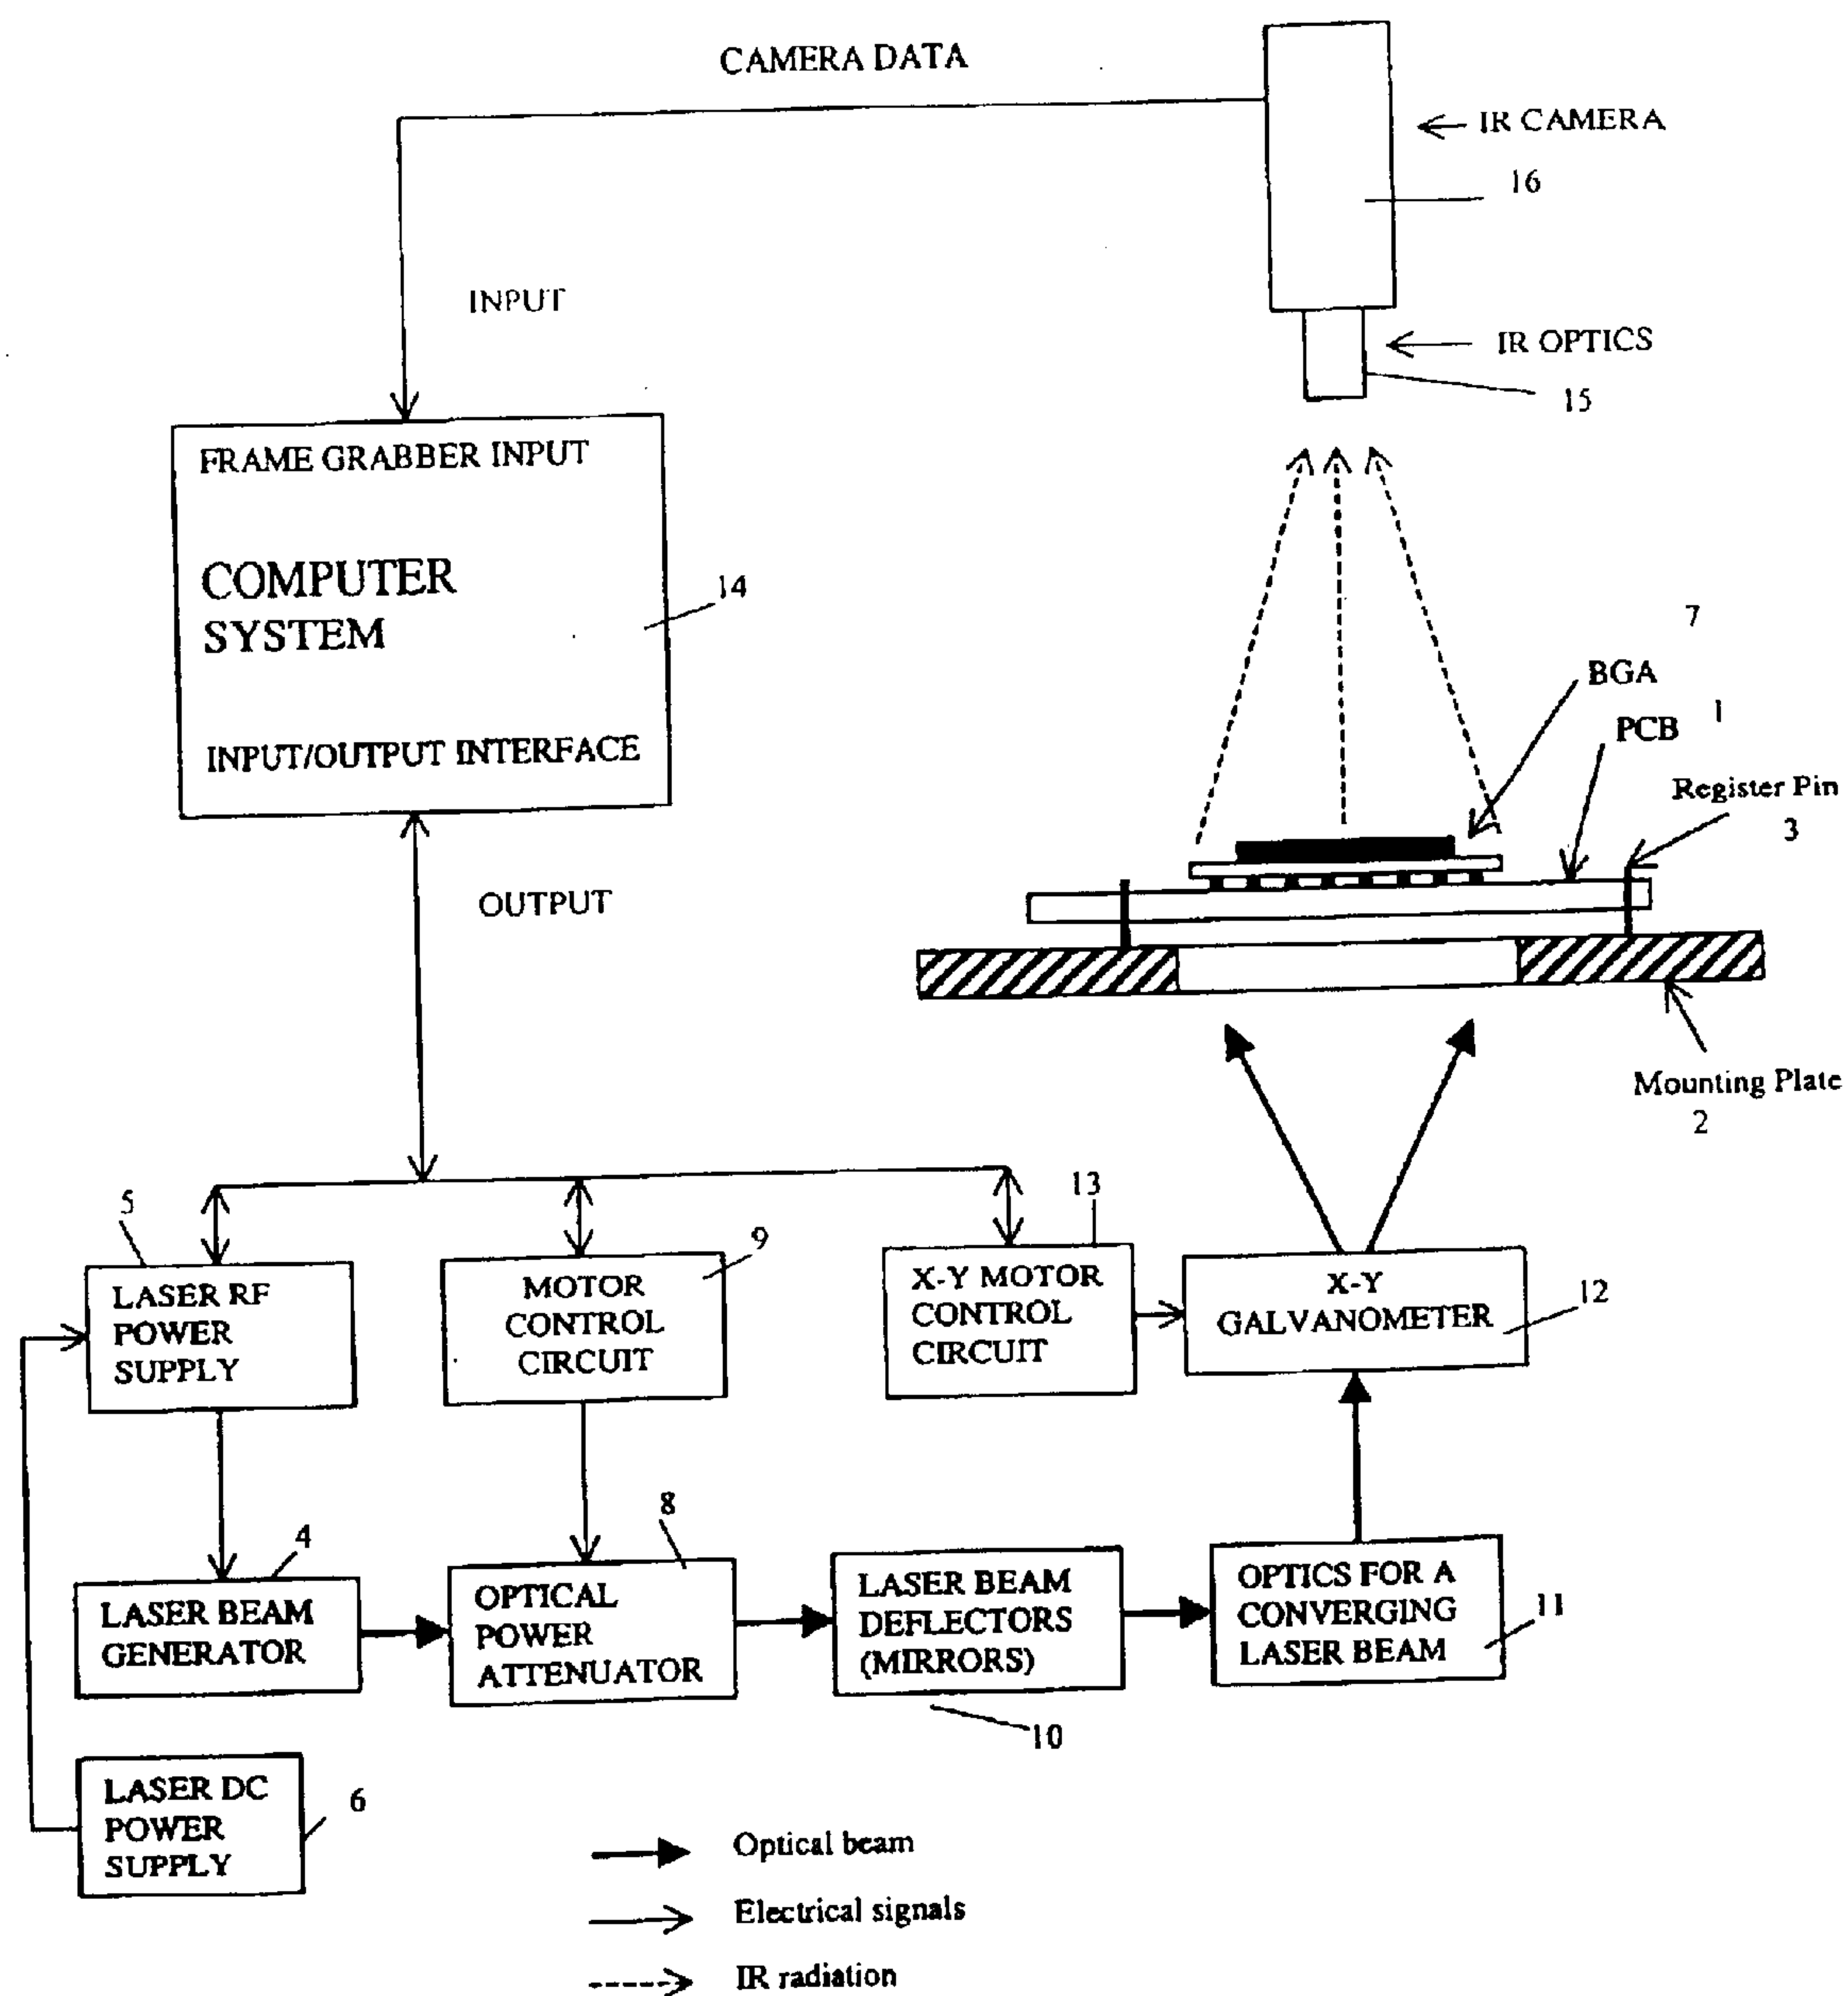 CAMERA DATA
IR CAMERA
16
INPUT
IR OPTICS
15
FRAME GRABBER INPUT
COMPUTER
SYSTEM
14
INPUT/OUTPUT INTERFACE
7
BGA
1
PCB
Register Pin
3
OUTPUT
Mounting Plate
2
5
LASER RF
POWER
SUPPLY
9
MOTOR
CONTROL
CIRCUIT
13
X-Y MOTOR
CONTROL
CIRCUIT
X-Y
GALVANOMETER
12
4
LASER BEAM
GENERATOR
8
OPTICAL
POWER
ATTENUATOR
LASER BEAM
DEFLECTORS
(MIRRORS)
10
OPTICS FOR A
CONVERGING
LASER BEAM
11
LASER DC
POWER
SUPPLY
6
Optical beam
Electrical signals
IR radiation